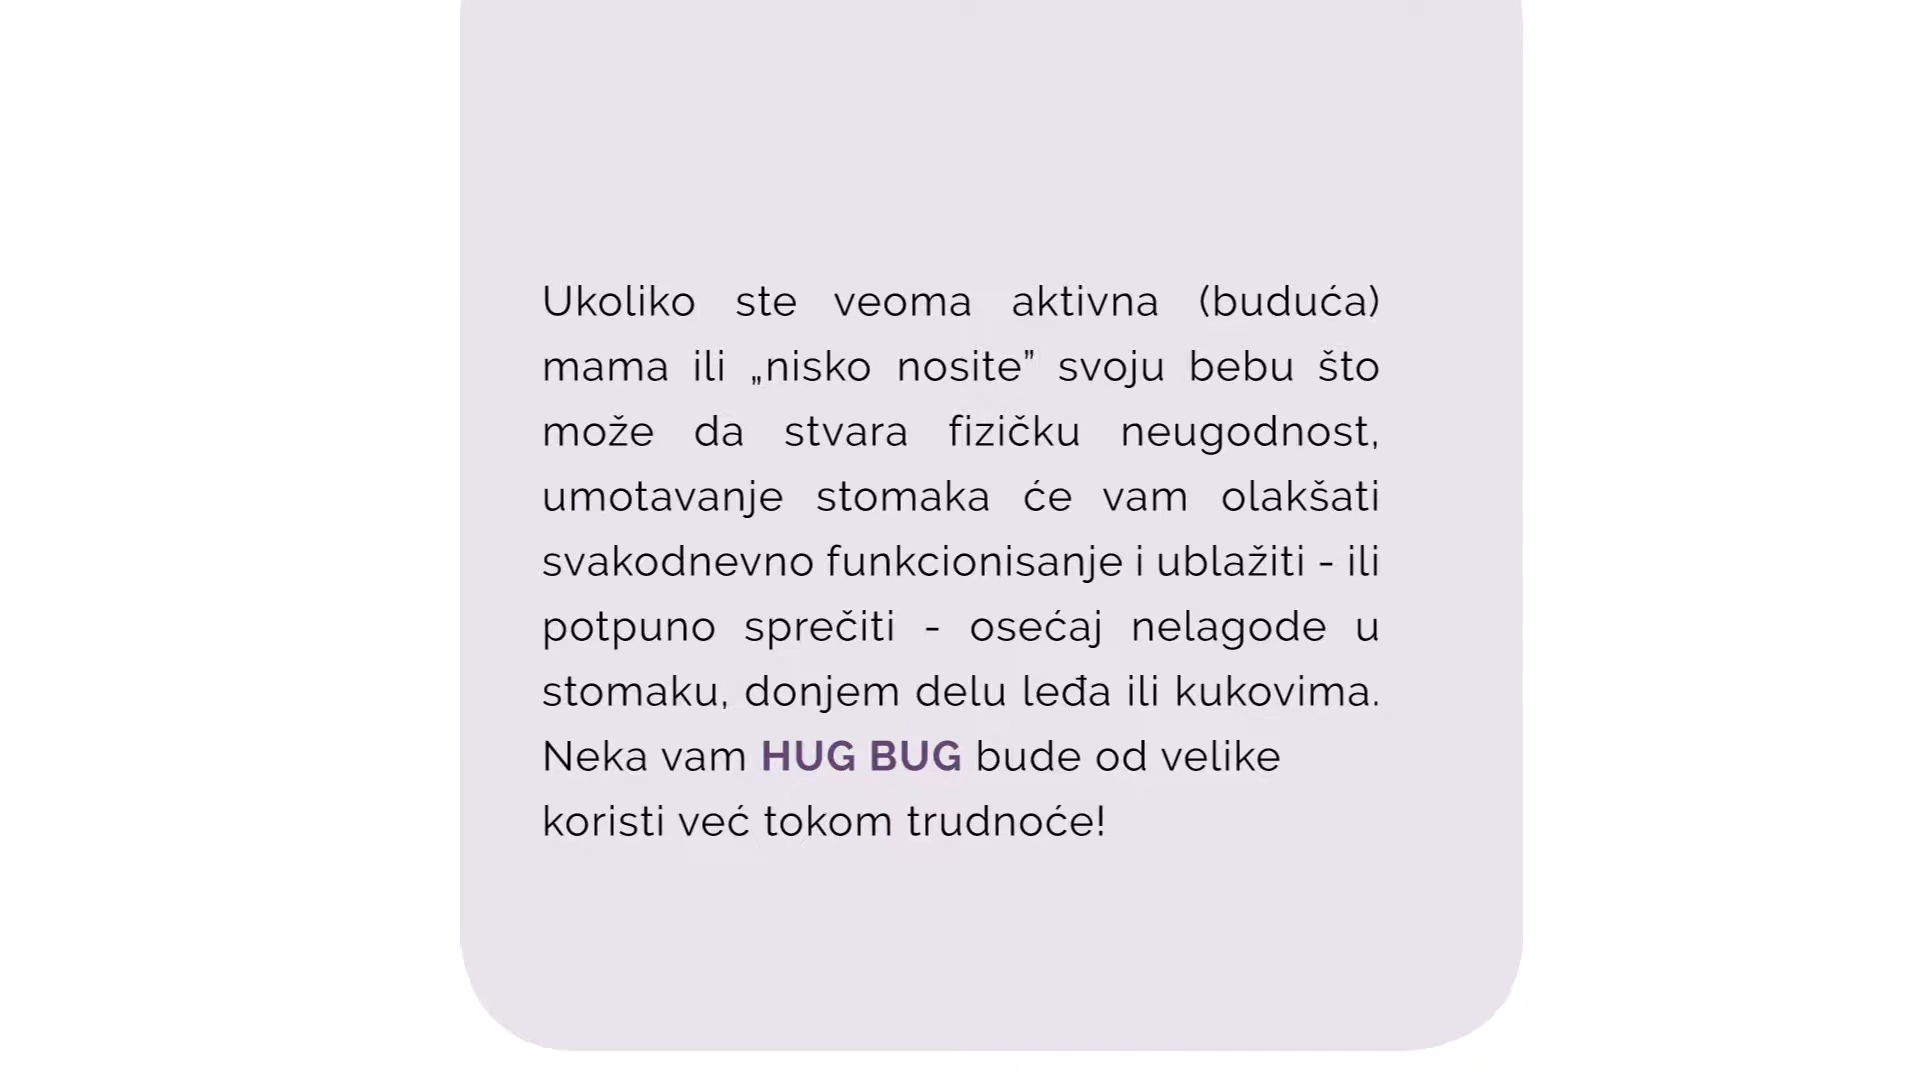 Ukoliko ste veoma aktivna (buduća)
mama ili „nisko nosite” svoju bebu što
može da stvara fizičku neugodnost,
umotavanje stomaka će vam olakšati
svakodnevno funkcionisanje i ublažiti - ili
potpuno sprečiti - osećaj nelagode u
stomaku, donjem delu leđa ili kukovima.
Neka vam HUG BUG bude od velike
koristi već tokom trudnoće!